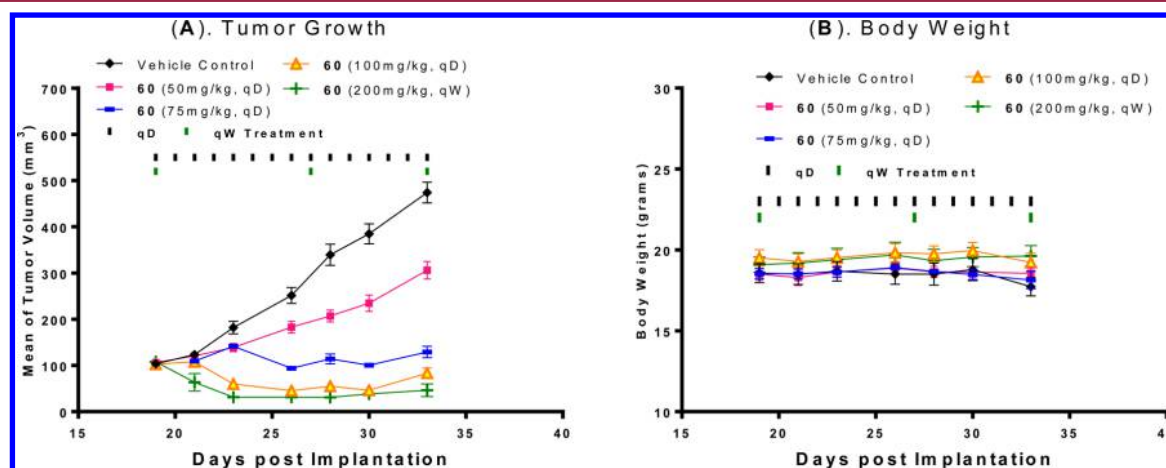 (A). Tumor Growth
Vehicle Control
60 (100mg/kg, qD)
60 (50mg/kg, qD)
60 (200mg/kg, qW)
60 (75mg/kg, qD)
qD
qW Treatment
700
600
500
400
300
200
100
0
Mean of Tumor Volume (mm³)
15 20 25 30 35 40
Days post Implantation
(B). Body Weight
Vehicle Control
60 (100mg/kg, qD)
60 (50mg/kg, qD)
60 (200mg/kg, qW)
60 (75mg/kg, qD)
qD
qW Treatment
30
20
10
Body Weight (grams)
15 20 25 30 35
Days post Implantation